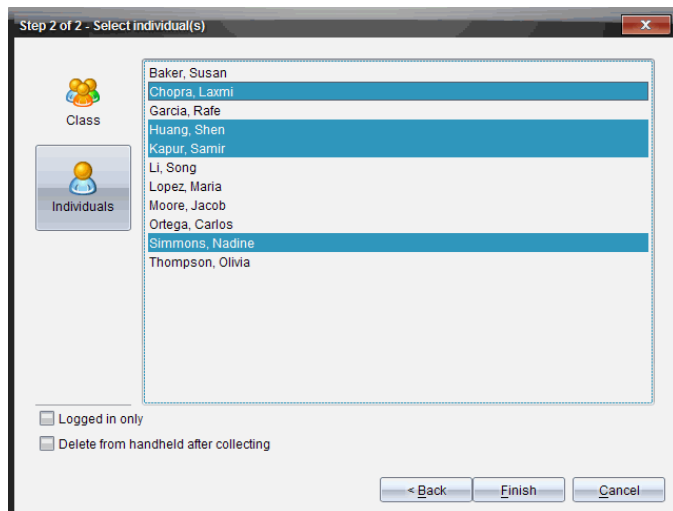 Step 2 of 2 - Select individual(s)
x
Class
Individuals
Baker, Susan
Chopra, Laxmi
Garcia, Rafe
Huang, Shen
Kapur, Samir
Li, Song
Lopez, Maria
Moore, Jacob
Ortega, Carlos
Simmons, Nadine
Thompson, Olivia
Logged in only
Delete from handheld after collecting
< Back Finish Cancel